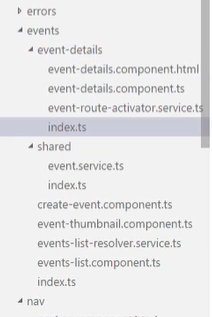 errors
events
event-details
event-details.component.html
event-details.component.ts
event-route-activator.service.ts
index.ts
shared
event.service.ts
index.ts
create-event.component.ts
event-thumbnail.component.ts
events-list-resolver.service.ts
events-list.component.ts
index.ts
nav